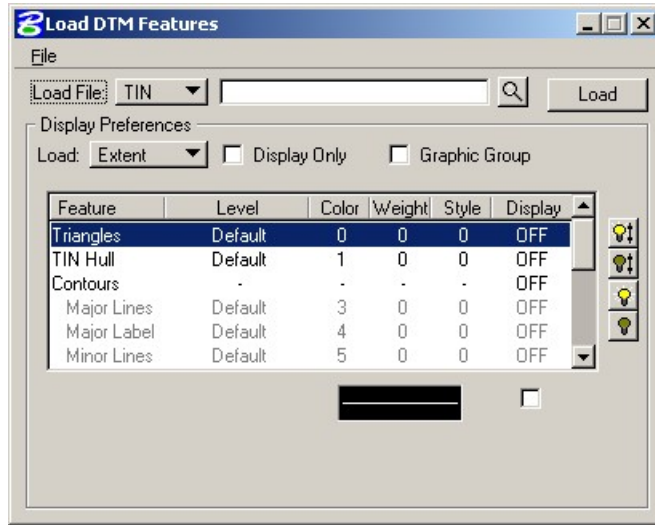 Load DTM Features
File
Load File: TIN Load
Display Preferences
Load: Extent Display Only Graphic Group
Feature Level Color Weight Style Display
Triangles Default 0 0 0 OFF
TIN Hull Default 1 0 0 OFF
Contours - - - - OFF
Major Lines Default 3 0 0 OFF
Major Label Default 4 0 0 OFF
Minor Lines Default 5 0 0 OFF